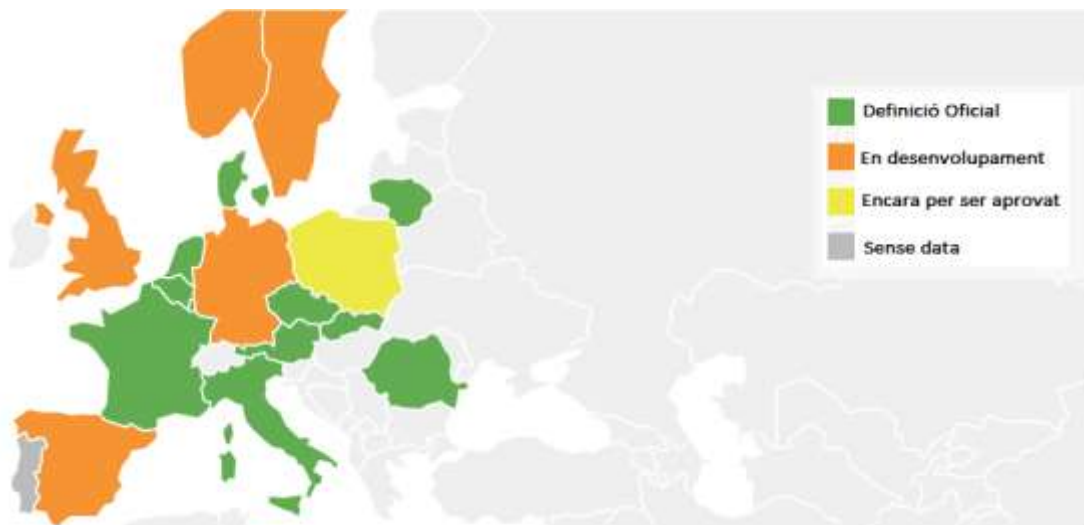 Definició Oficial
En desenvolupament
Encara per ser aprovat
Sense data